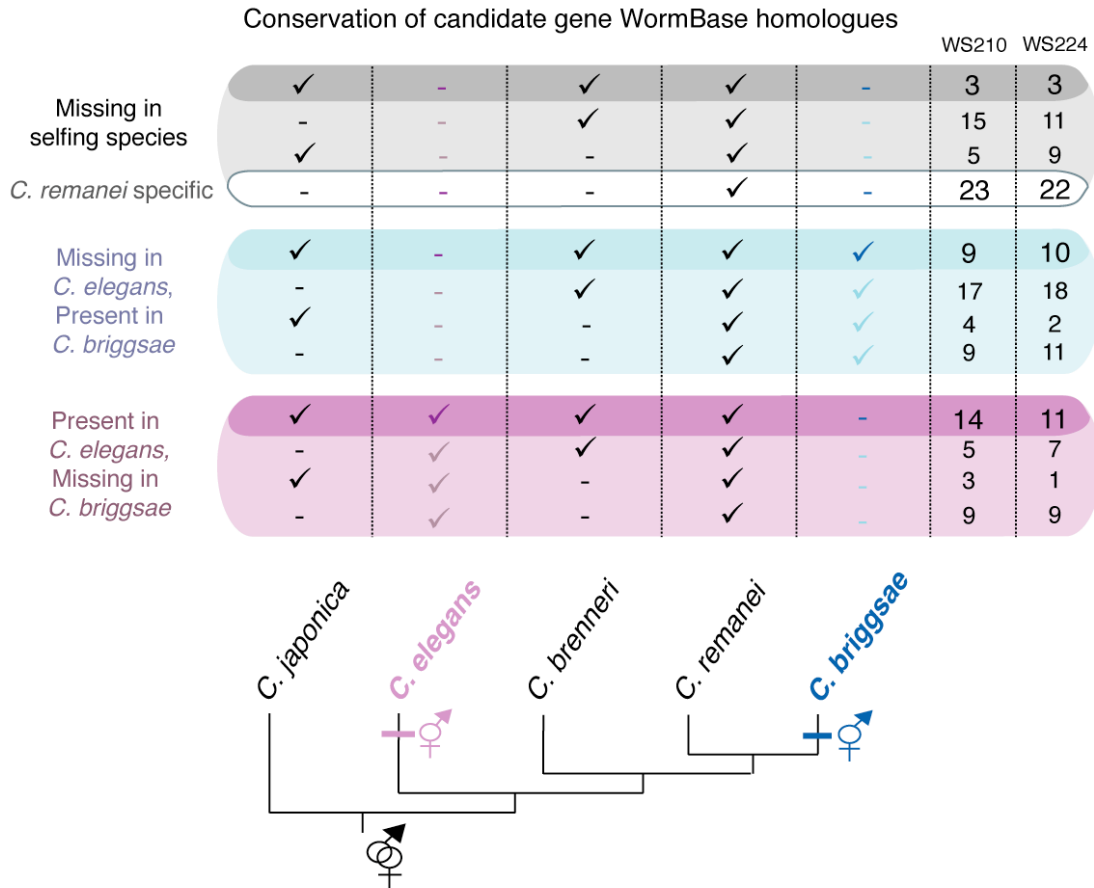 Conservation of candidate gene WormBase homologues
WS210 WS224
Missing in
selfing species
✓ - ✓ ✓ - 3 3
- - ✓ ✓ - 15 11
✓ - - ✓ - 5 9
C. remanei specific - - - ✓ - 23 22
Missing in
C. elegans,
Present in
C. briggsae
✓ - ✓ ✓ ✓ 9 10
- - ✓ ✓ ✓ 17 18
✓ - - ✓ ✓ 4 2
- - - ✓ ✓ 9 11
Present in
C. elegans,
Missing in
C. briggsae
✓ ✓ ✓ ✓ - 14 11
- ✓ ✓ ✓ - 5 7
✓ ✓ - ✓ - 3 1
- ✓ - ✓ - 9 9
C. japonica
C. elegans
C. brenneri
C. remanei
C. briggsae